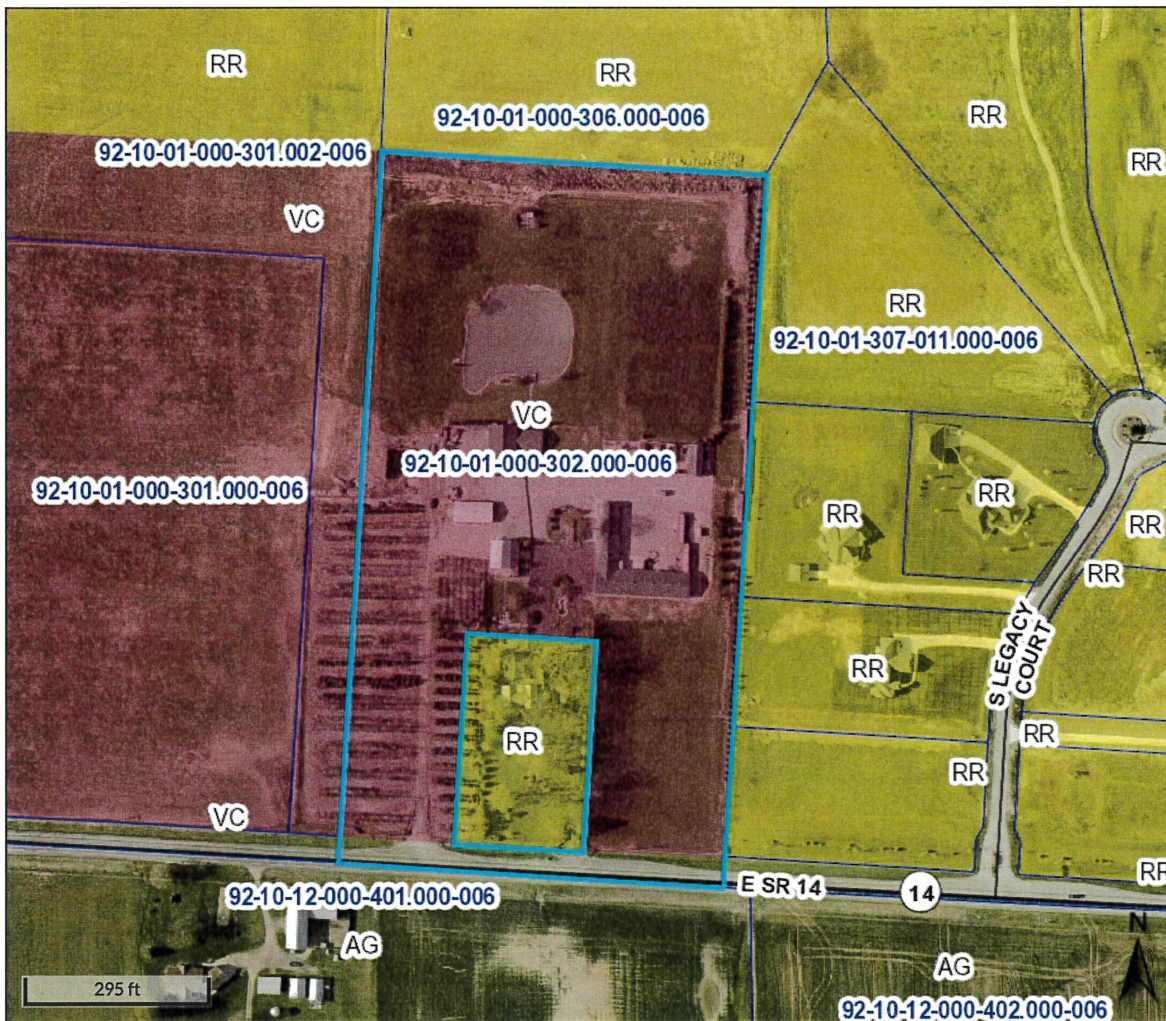 RR
RR
92-10-01-000-306.000-006
RR
RR
92-10-01-000-301.002-006
VC
RR
92-10-01-307-011.000-006
VC
92-10-01-000-302.000-006
92-10-01-000-301.000-006
RR
RR
RR
RR
S LEGACY
COURT
RR
RR
RR
RR
VC
RR
E SR 14
14
92-10-12-000-401.000-006
AG
AG
N
295 ft
92-10-12-000-402.000-006